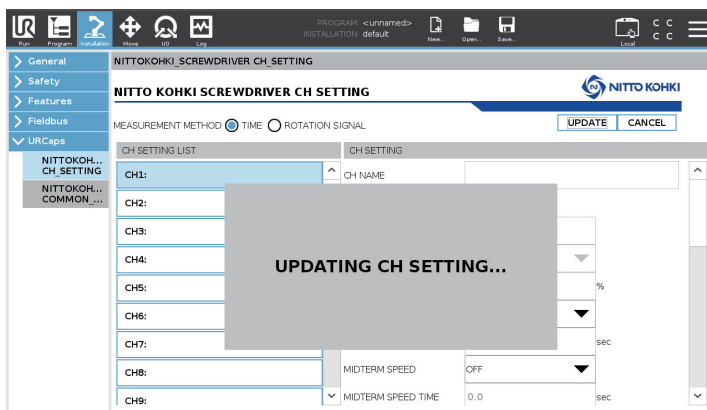 PROGRAM <unnamed>
INSTALLATION default
Run Program Installation Move I/O Log New... Open... Save... Local
C C
C C
General
Safety
Features
Fieldbus
URCaps
NITTOKOH...
CH_SETTING
NITTOKOH...
COMMON_...
NITTOKOHKI_SCREWDRIVER CH_SETTING
NITTO KOHKI SCREWDRIVER CH SETTING
NITTO KOHKI
MEASUREMENT METHOD TIME ROTATION SIGNAL
UPDATE CANCEL
CH SETTING LIST
CH SETTING
CH1:
CH2:
CH3:
CH4:
CH5:
CH6:
CH7:
CH8:
CH9:
CH NAME
%
sec
UPDATING CH SETTING...
MIDTERM SPEED OFF
MIDTERM SPEED TIME 0.0 sec